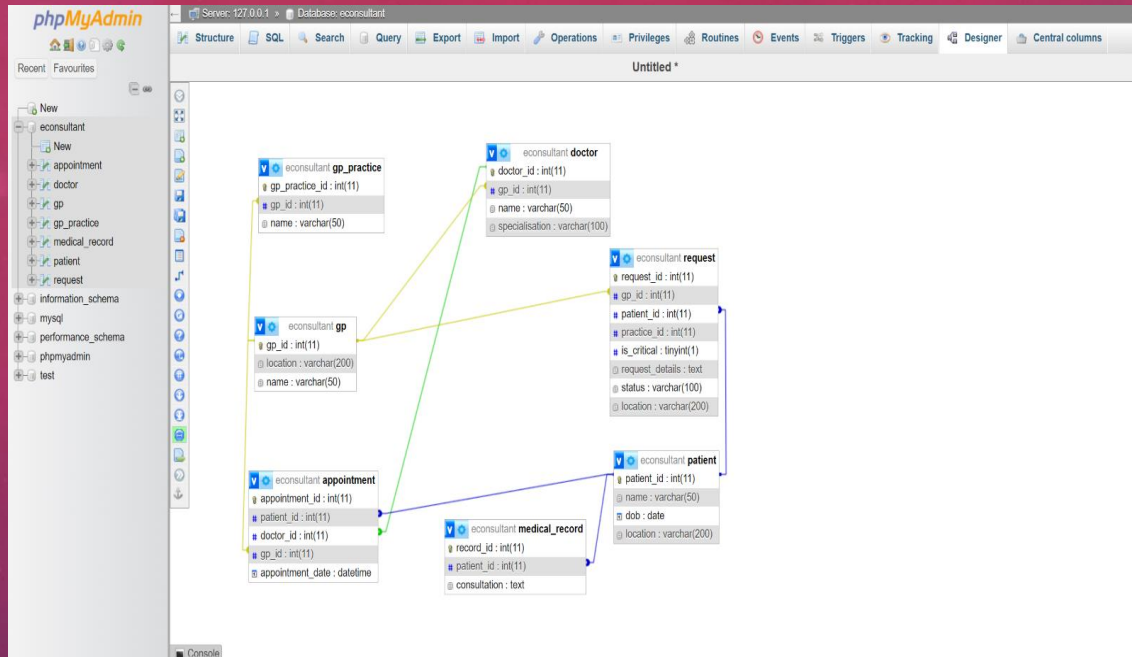 phpMyAdmin
Recent Favourites
New
econsultant
New
appointment
doctor
gp
gp_practice
medical_record
patient
request
information_schema
mysql
performance_schema
phpmyadmin
test
Server: 127.0.0.1 » Database: econsultant
Structure SQL Search Query Export Import Operations Privileges Routines Events Triggers Tracking Designer Central columns
Untitled *
V econsultant gp_practice
gp_practice_id : int(11)
# gp_id : int(11)
name : varchar(50)
V econsultant doctor
doctor_id : int(11)
# gp_id : int(11)
name : varchar(50)
specialisation : varchar(100)
V econsultant request
request_id : int(11)
# gp_id : int(11)
# patient_id : int(11)
# practice_id : int(11)
# is_critical : tinyint(1)
request_details : text
status : varchar(100)
location : varchar(200)
V econsultant gp
gp_id : int(11)
location : varchar(200)
name : varchar(50)
V econsultant appointment
appointment_id : int(11)
# patient_id : int(11)
# doctor_id : int(11)
# gp_id : int(11)
appointment_date : datetime
V econsultant patient
patient_id : int(11)
name : varchar(50)
dob : date
location : varchar(200)
V econsultant medical_record
record_id : int(11)
# patient_id : int(11)
consultation : text
Console